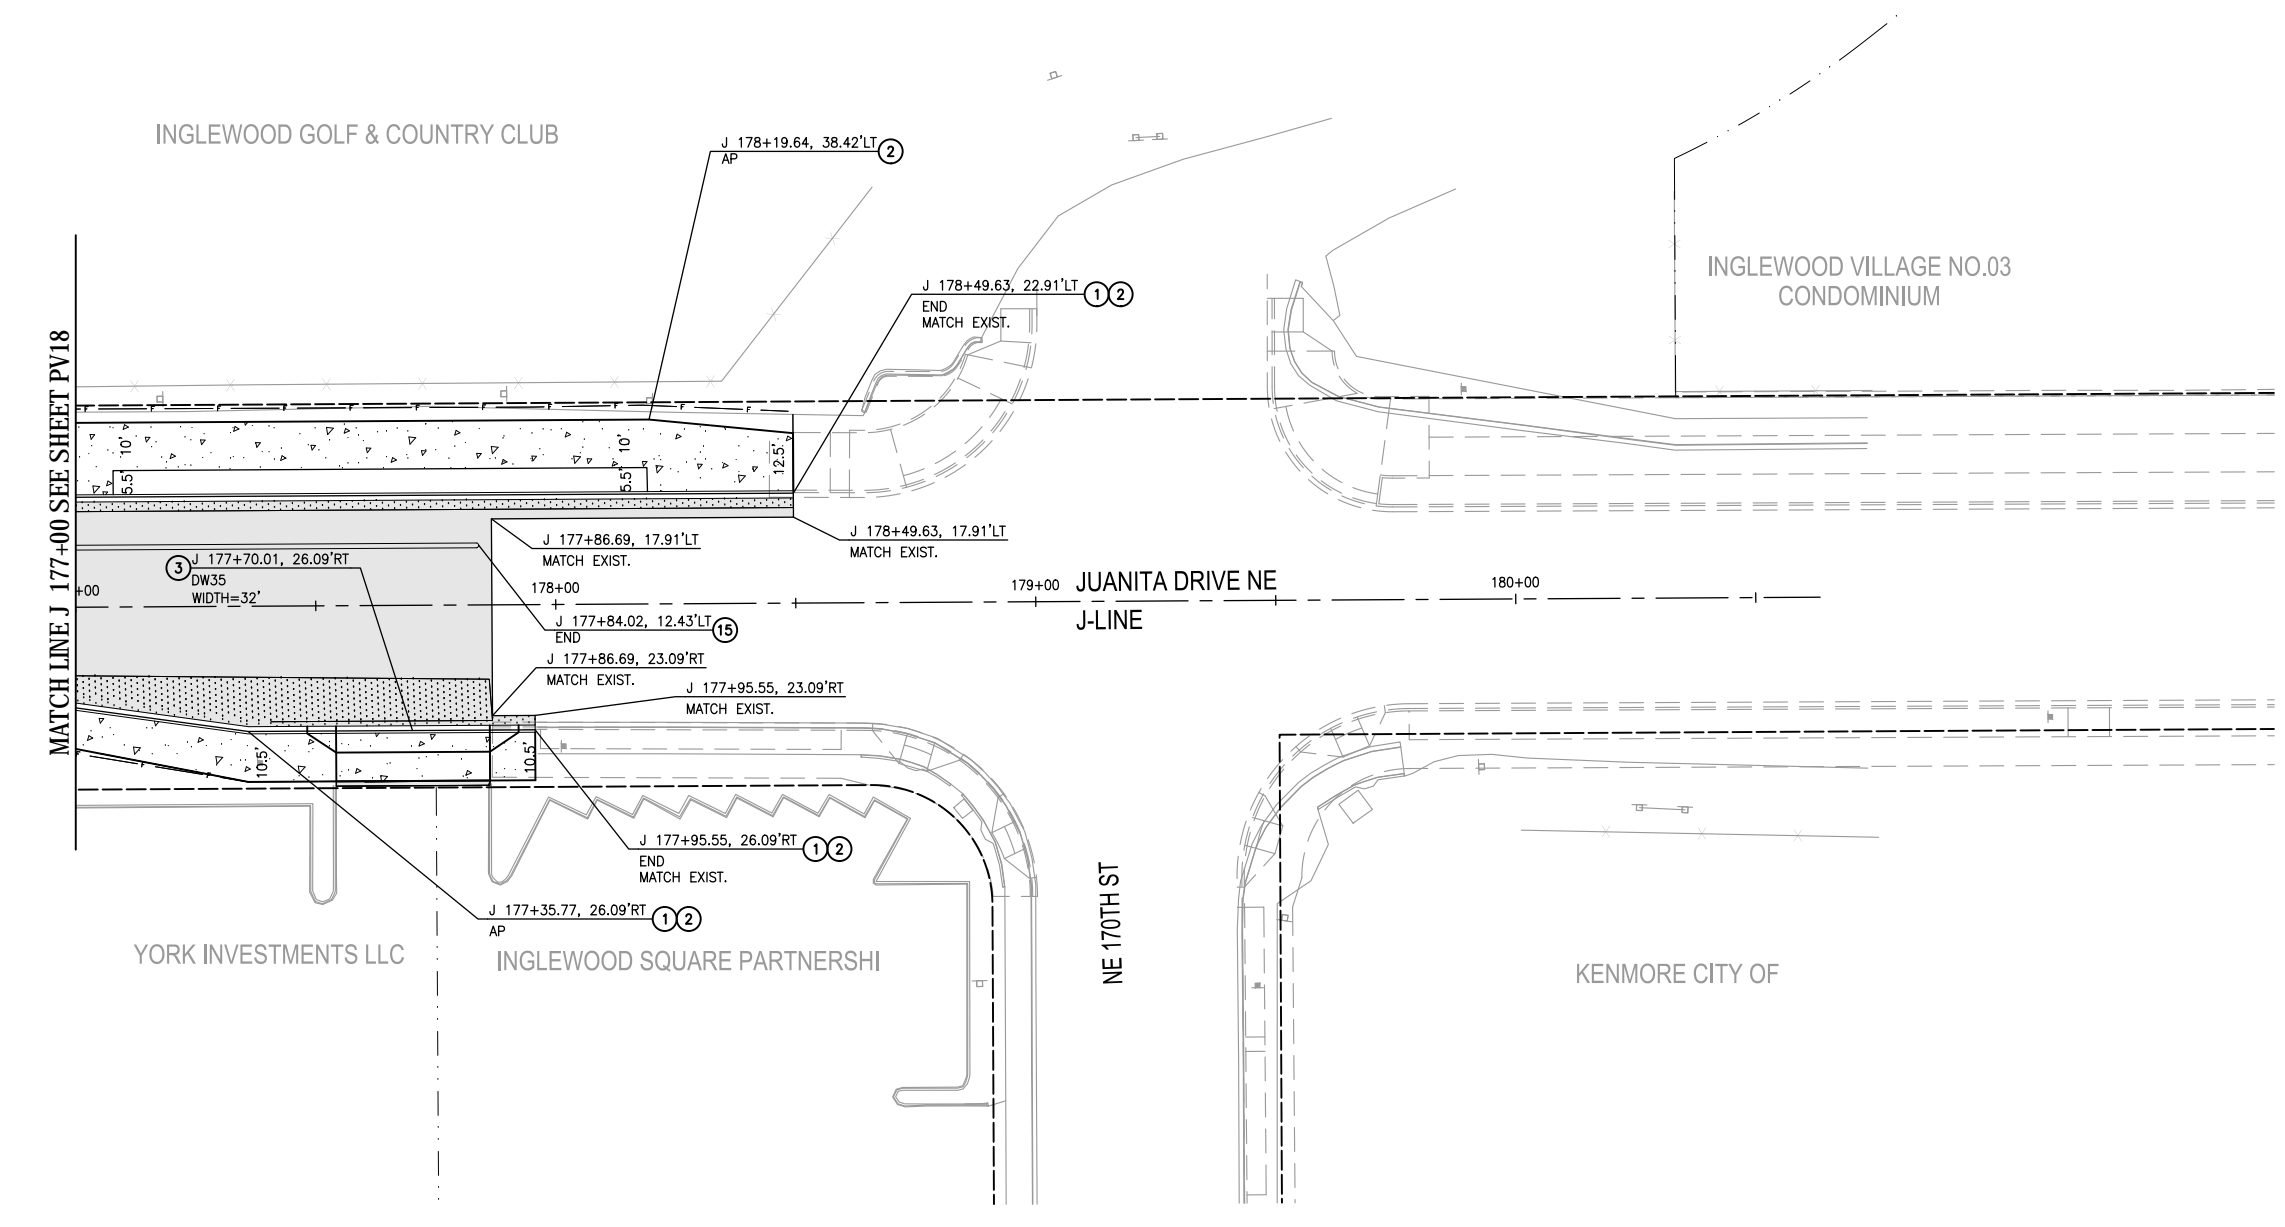 INGLEWOOD GOLF & COUNTRY CLUB
J 178+19.64, 38.42'LT 2
AP
INGLEWOOD VILLAGE NO.03
CONDOMINIUM
J 178+49.63, 22.91'LT 1 2
END
MATCH EXIST.
MATCH LINE J 177+00 SEE SHEET PV18
F F F F F F F F F F F
10'
10'
12.5'
5.5'
5.5'
J 178+49.63, 17.91'LT
MATCH EXIST.
J 177+86.69, 17.91'LT
MATCH EXIST.
3 J 177+70.01, 26.09'RT
DW35
WIDTH=32'
+00
178+00
179+00
180+00
JUANITA DRIVE NE
J-LINE
J 177+84.02, 12.43'LT 15
END
J 177+86.69, 23.09'RT
MATCH EXIST.
J 177+95.55, 23.09'RT
MATCH EXIST.
10.5'
10.5'
F F
J 177+95.55, 26.09'RT 1 2
END
MATCH EXIST.
J 177+35.77, 26.09'RT 1 2
AP
NE 170TH ST
YORK INVESTMENTS LLC
INGLEWOOD SQUARE PARTNERSHI
KENMORE CITY OF